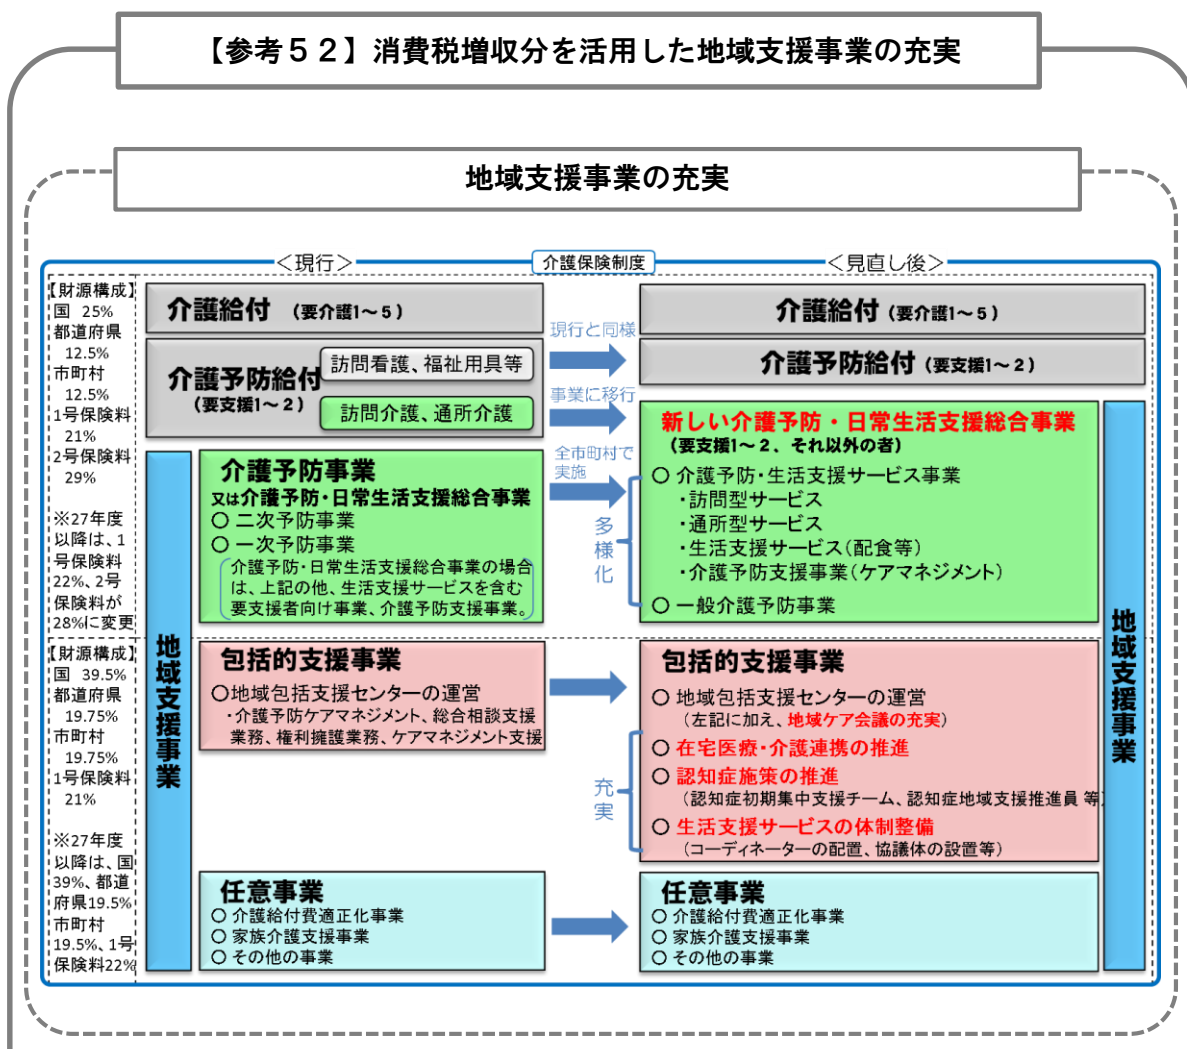 【参考５２】消費税増収分を活用した地域支援事業の充実
地域支援事業の充実
介護保険制度
＜現行＞
＜見直し後＞
【財源構成】
国 25%
都道府県
12.5%
市町村
12.5%
1号保険料
21%
2号保険料
29%
※27年度
以降は、1
号保険料
22%、2号
保険料が
28%に変更
【財源構成】
国 39.5%
都道府県
19.75%
市町村
19.75%
1号保険料
21%
※27年度
以降は、国
39%、都道
府県19.5%
市町村
19.5%、1号
保険料22%
介護給付 （要介護1～5）
介護予防給付
（要支援1～2）
訪問看護、福祉用具等
訪問介護、通所介護
地域支援事業
介護予防事業
又は介護予防・日常生活支援総合事業
○ 二次予防事業
○ 一次予防事業
介護予防・日常生活支援総合事業の場合
は、上記の他、生活支援サービスを含む
要支援者向け事業、介護予防支援事業。
包括的支援事業
○地域包括支援センターの運営
・介護予防ケアマネジメント、総合相談支援
業務、権利擁護業務、ケアマネジメント支援
任意事業
○ 介護給付費適正化事業
○ 家族介護支援事業
○ その他の事業
現行と同様
事業に移行
全市町村で
実施
多様化
充実
介護給付（要介護1～5）
介護予防給付（要支援1～2）
新しい介護予防・日常生活支援総合事業
（要支援1～2、それ以外の者）
○ 介護予防・生活支援サービス事業
・訪問型サービス
・通所型サービス
・生活支援サービス（配食等）
・介護予防支援事業（ケアマネジメント）
○ 一般介護予防事業
包括的支援事業
○ 地域包括支援センターの運営
（左記に加え、地域ケア会議の充実）
○ 在宅医療・介護連携の推進
○ 認知症施策の推進
（認知症初期集中支援チーム、認知症地域支援推進員 等）
○ 生活支援サービスの体制整備
（コーディネーターの配置、協議体の設置等）
任意事業
○ 介護給付費適正化事業
○ 家族介護支援事業
○ その他の事業
地域支援事業